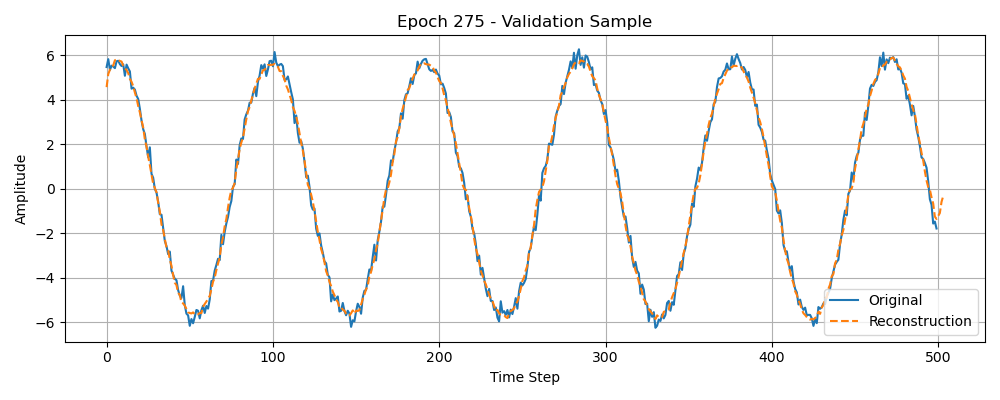 Epoch 275 - Validation Sample
6
4
2
0
−2
−4
−6
Amplitude
0 100 200 300 400 500
Time Step
Original
Reconstruction